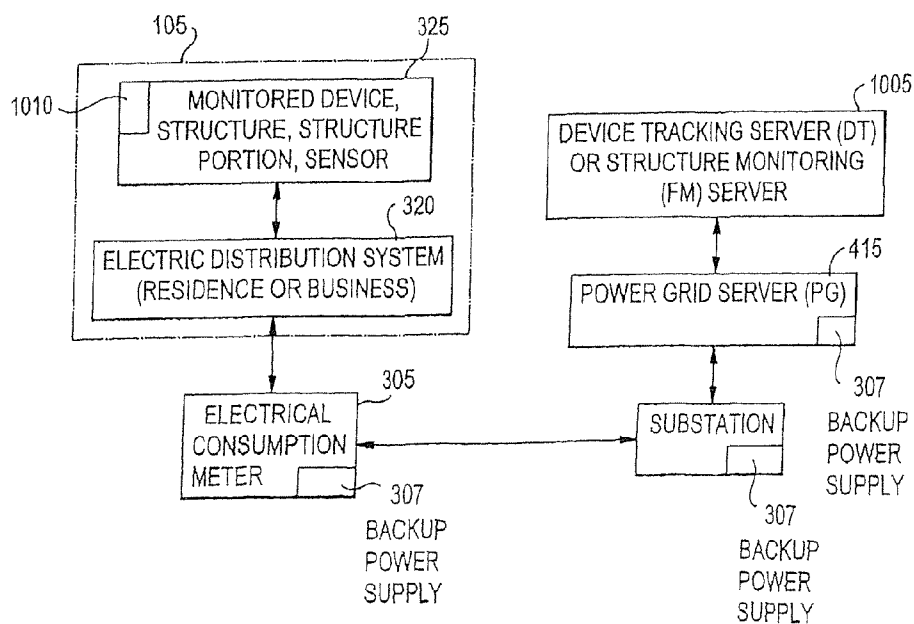 105
325
1010
MONITORED DEVICE,
STRUCTURE, STRUCTURE
PORTION, SENSOR
320
ELECTRIC DISTRIBUTION SYSTEM
(RESIDENCE OR BUSINESS)
305
ELECTRICAL
CONSUMPTION
METER
307
BACKUP
POWER
SUPPLY
1005
DEVICE TRACKING SERVER (DT)
OR STRUCTURE MONITORING
(FM) SERVER
415
POWER GRID SERVER (PG)
307
BACKUP
POWER
SUPPLY
SUBSTATION
307
BACKUP
POWER
SUPPLY